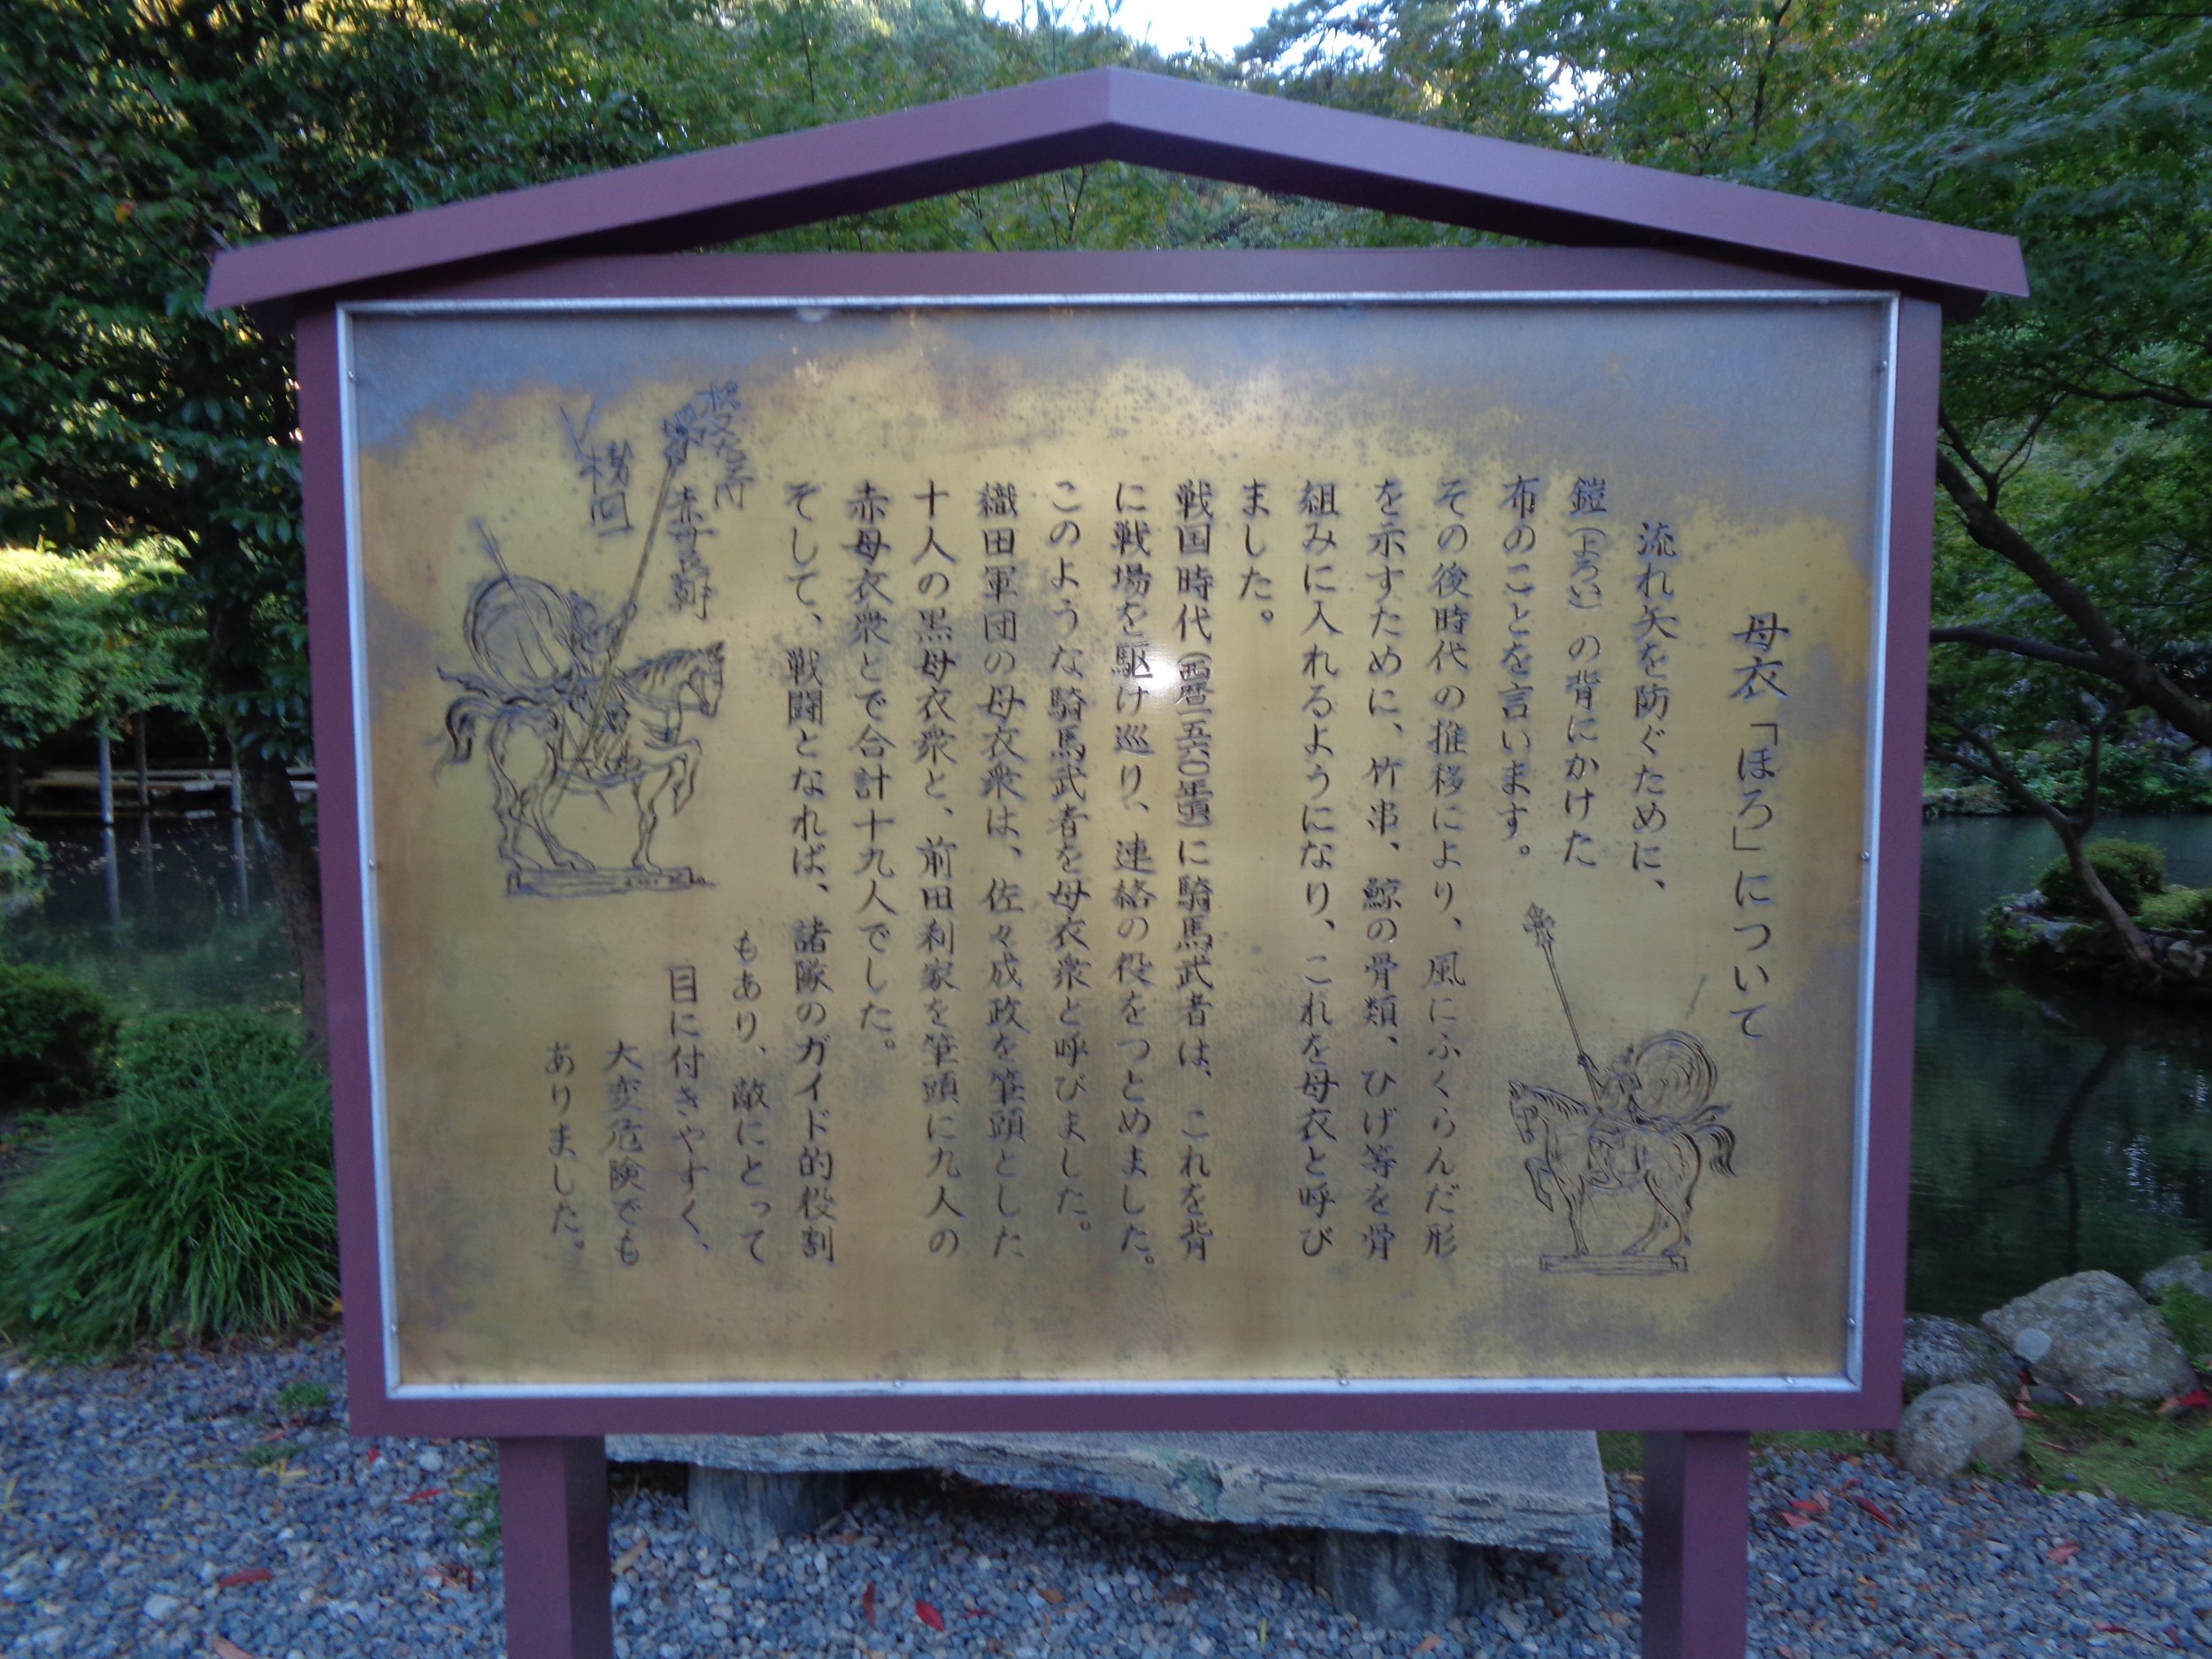 母衣「ほろ」について
流れ矢を防ぐために、
鎧(よろい)の背にかけた
布のことを言います。
その後時代の推移により、風にふくらんだ形
を示すために、竹串、鯨の骨類、ひげ等を骨
組みに入れるようになり、これを母衣と呼び
ました。
戦国時代(西暦一五六〇年頃)に騎馬武者は、これを背
に戦場を駆け巡り、連絡の役をつとめました。
このような騎馬武者を母衣衆と呼びました。
織田軍団の母衣衆は、佐々成政を筆頭とした
十人の黒母衣衆と、前田利家を筆頭に九人の
赤母衣衆とで合計十九人でした。
そして、戦闘となれば、諸隊のガイド的役割
もあり、敵にとって
目に付きやすく、
大変危険でも
ありました。